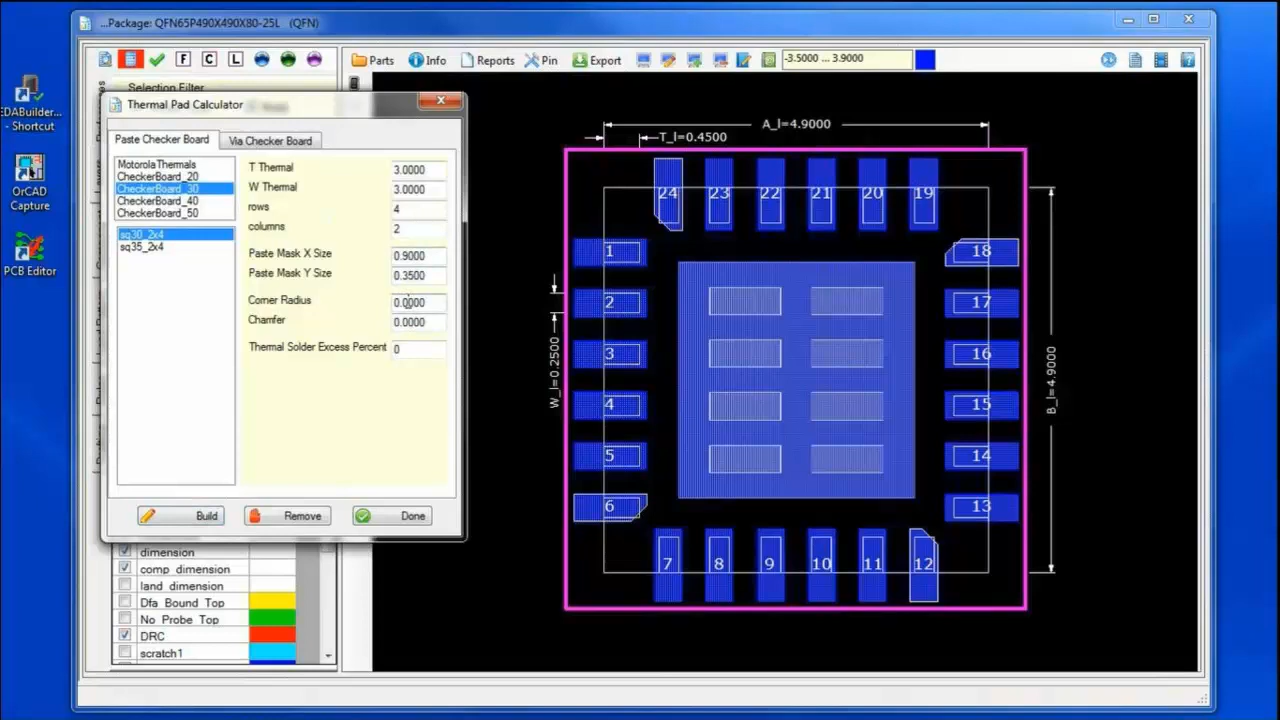 ...Package: QFN65P490X490X80-25L (QFN)
F C L
Parts Info Reports Pin Export -3.5000 ... 3.9000
Selection Filter
Thermal Pad Calculator
Paste Checker Board Via Checker Board
MotorolaThermals
CheckerBoard_20
CheckerBoard_30
CheckerBoard_40
CheckerBoard_50
sq30_2x4
sq35_2x4
T Thermal 3.0000
W Thermal 3.0000
rows 4
columns 2
Paste Mask X Size 0.9000
Paste Mask Y Size 0.3500
Corner Radius 0.0000
Chamfer 0.0000
Thermal Solder Excess Percent 0
Build Remove Done
dimension
comp_dimension
land_dimension
Dfa_Bound_Top
No_Probe_Top
DRC
scratch1
EDABuilder...
- Shortcut
OrCAD
Capture
PCB Editor
A_l=4.9000
T_l=0.4500
24 23 22 21 20 19
1 18
2 17
3 16
4 15
5 14
6 13
7 8 9 10 11 12
W_l=0.2500
B_l=4.9000